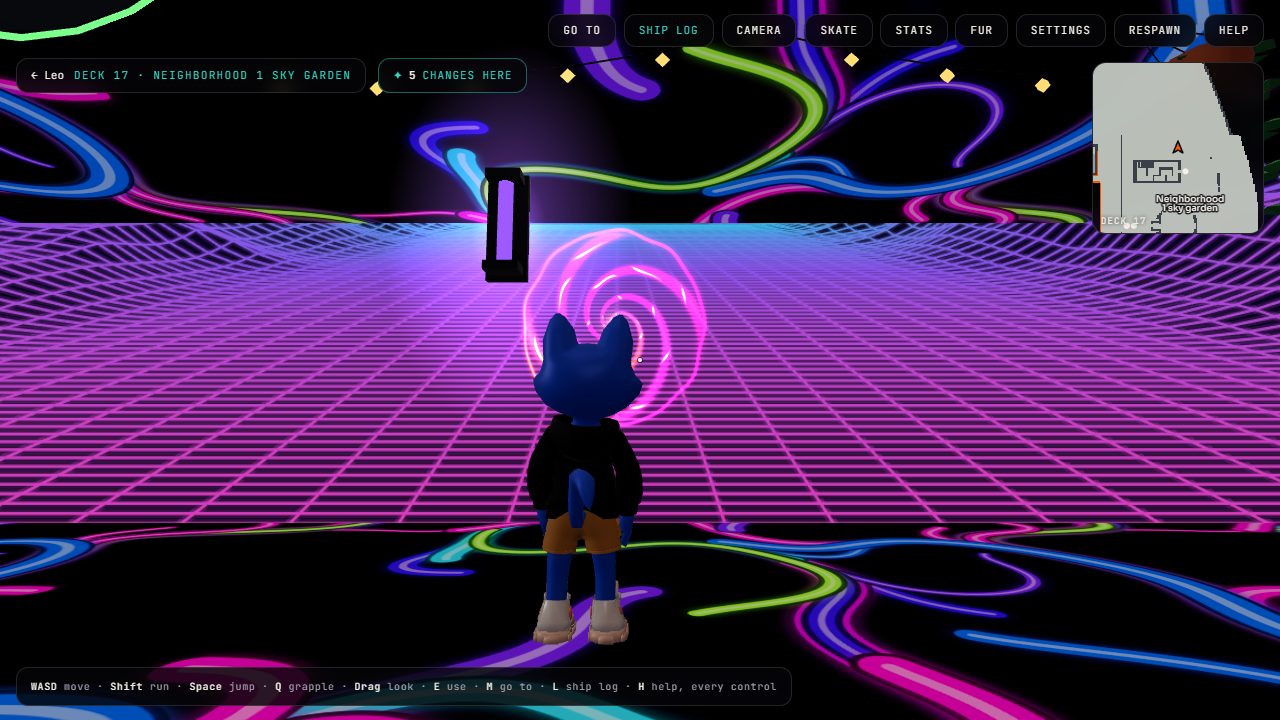 GO TO
SHIP LOG
CAMERA
SKATE
STATS
FUR
SETTINGS
RESPAWN
HELP
← Leo DECK 17 · NEIGHBORHOOD 1 SKY GARDEN
✦ 5 CHANGES HERE
Neighborhood
1 sky garden
DECK 17
WASD move · Shift run · Space jump · Q grapple · Drag look · E use · M go to · L ship log · H help, every control